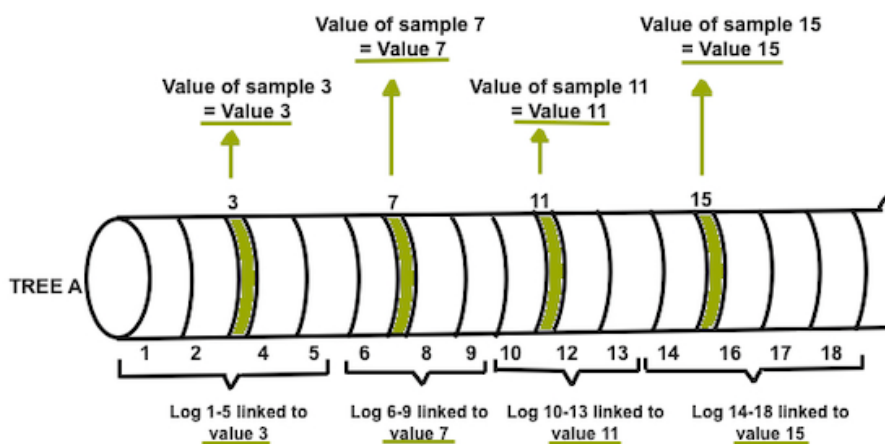 Value of sample 7
= Value 7
Value of sample 15
= Value 15
Value of sample 3
= Value 3
Value of sample 11
= Value 11
3 7 11 15
TREE A
1 2 4 5 6 8 9 10 12 13 14 16 17 18
Log 1-5 linked to
value 3
Log 6-9 linked to
value 7
Log 10-13 linked to
value 11
Log 14-18 linked to
value 15